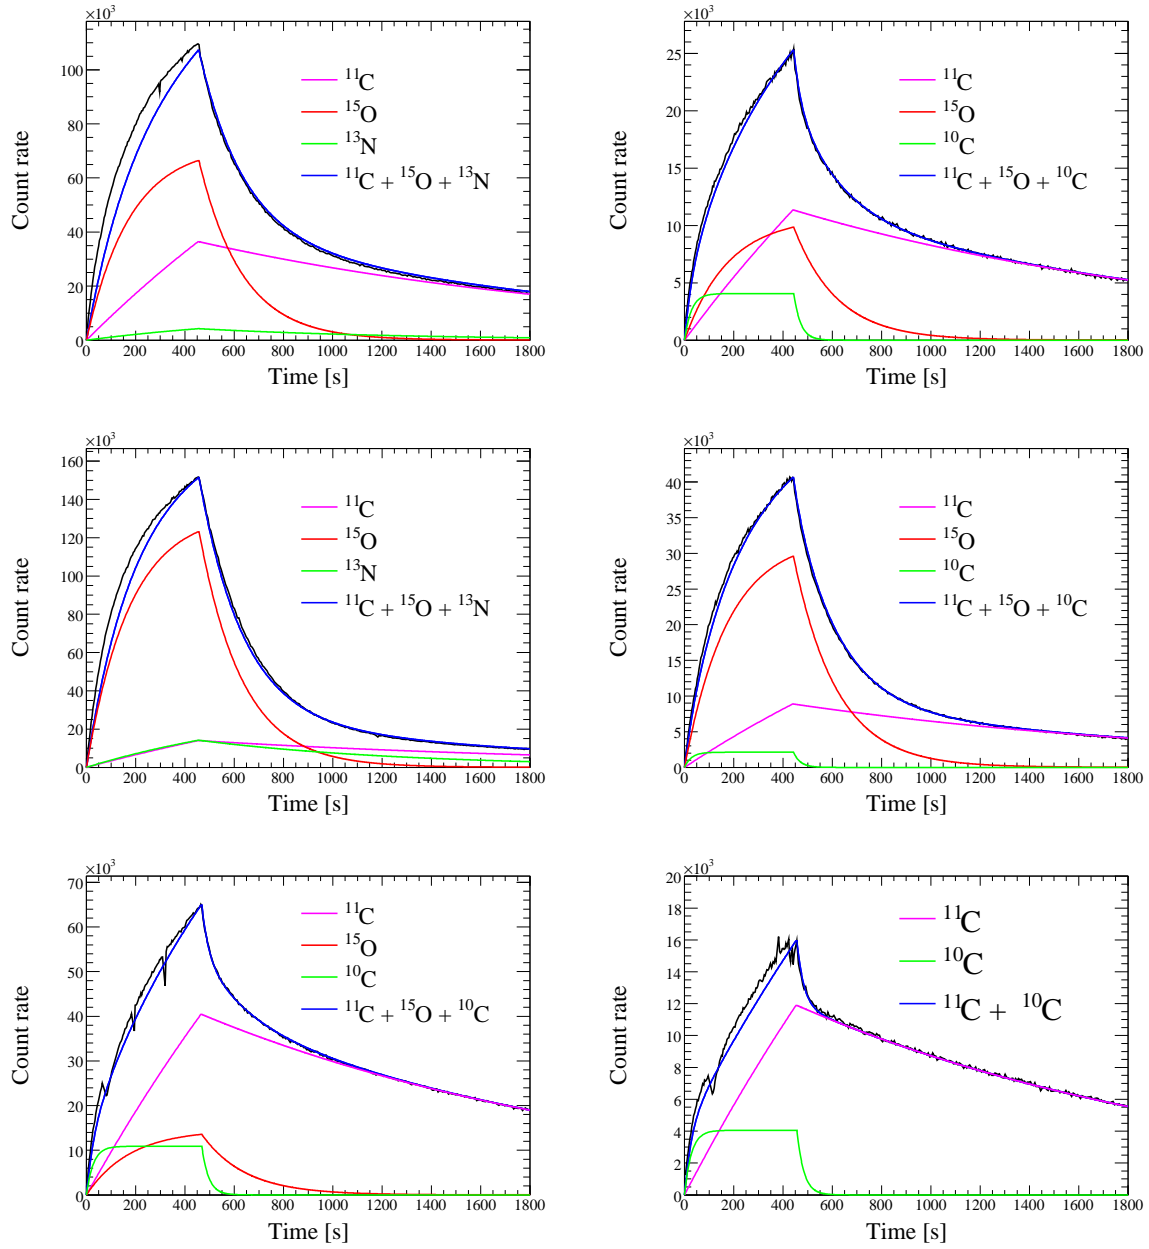 ×10³
100
80
60
40
20
0
Count rate
¹¹C
¹⁵O
¹³N
¹¹C + ¹⁵O + ¹³N
0 200 400 600 800 1000 1200 1400 1600 1800
Time [s]
×10³
25
20
15
10
5
0
Count rate
¹¹C
¹⁵O
¹⁰C
¹¹C + ¹⁵O + ¹⁰C
0 200 400 600 800 1000 1200 1400 1600 1800
Time [s]
×10³
160
140
120
100
80
60
40
20
0
Count rate
¹¹C
¹⁵O
¹³N
¹¹C + ¹⁵O + ¹³N
0 200 400 600 800 1000 1200 1400 1600 1800
Time [s]
×10³
40
35
30
25
20
15
10
5
0
Count rate
¹¹C
¹⁵O
¹⁰C
¹¹C + ¹⁵O + ¹⁰C
0 200 400 600 800 1000 1200 1400 1600 1800
Time [s]
×10³
70
60
50
40
30
20
10
0
Count rate
¹¹C
¹⁵O
¹⁰C
¹¹C + ¹⁵O + ¹⁰C
0 200 400 600 800 1000 1200 1400 1600 1800
Time [s]
×10³
20
18
16
14
12
10
8
6
4
2
0
Count rate
¹¹C
¹⁰C
¹¹C + ¹⁰C
0 200 400 600 800 1000 1200 1400 1600 1800
Time [s]